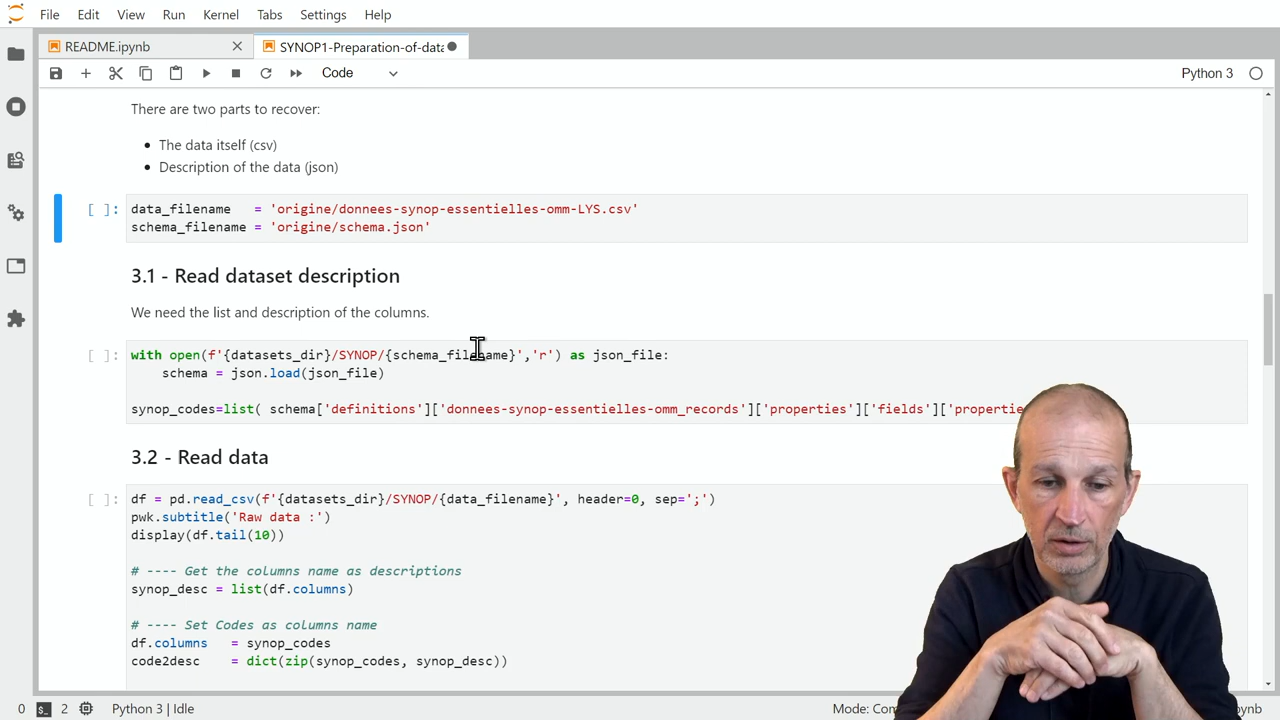 File Edit View Run Kernel Tabs Settings Help
README.ipynb SYNOP1-Preparation-of-data
Code Python 3
There are two parts to recover:
The data itself (csv)
Description of the data (json)
[ ]: data_filename = 'origine/donnees-synop-essentielles-omm-LYS.csv'
schema_filename = 'origine/schema.json'
3.1 - Read dataset description
We need the list and description of the columns.
[ ]: with open(f'{datasets_dir}/SYNOP/{schema_filename}','r') as json_file:
schema = json.load(json_file)
synop_codes=list( schema['definitions']['donnees-synop-essentielles-omm_records']['properties']['fields']['propertie
3.2 - Read data
[ ]: df = pd.read_csv(f'{datasets_dir}/SYNOP/{data_filename}', header=0, sep=';')
pwk.subtitle('Raw data :')
display(df.tail(10))
# ---- Get the columns name as descriptions
synop_desc = list(df.columns)
# ---- Set Codes as columns name
df.columns = synop_codes
code2desc = dict(zip(synop_codes, synop_desc))
0 2 Python 3 | Idle Mode: Com ynb